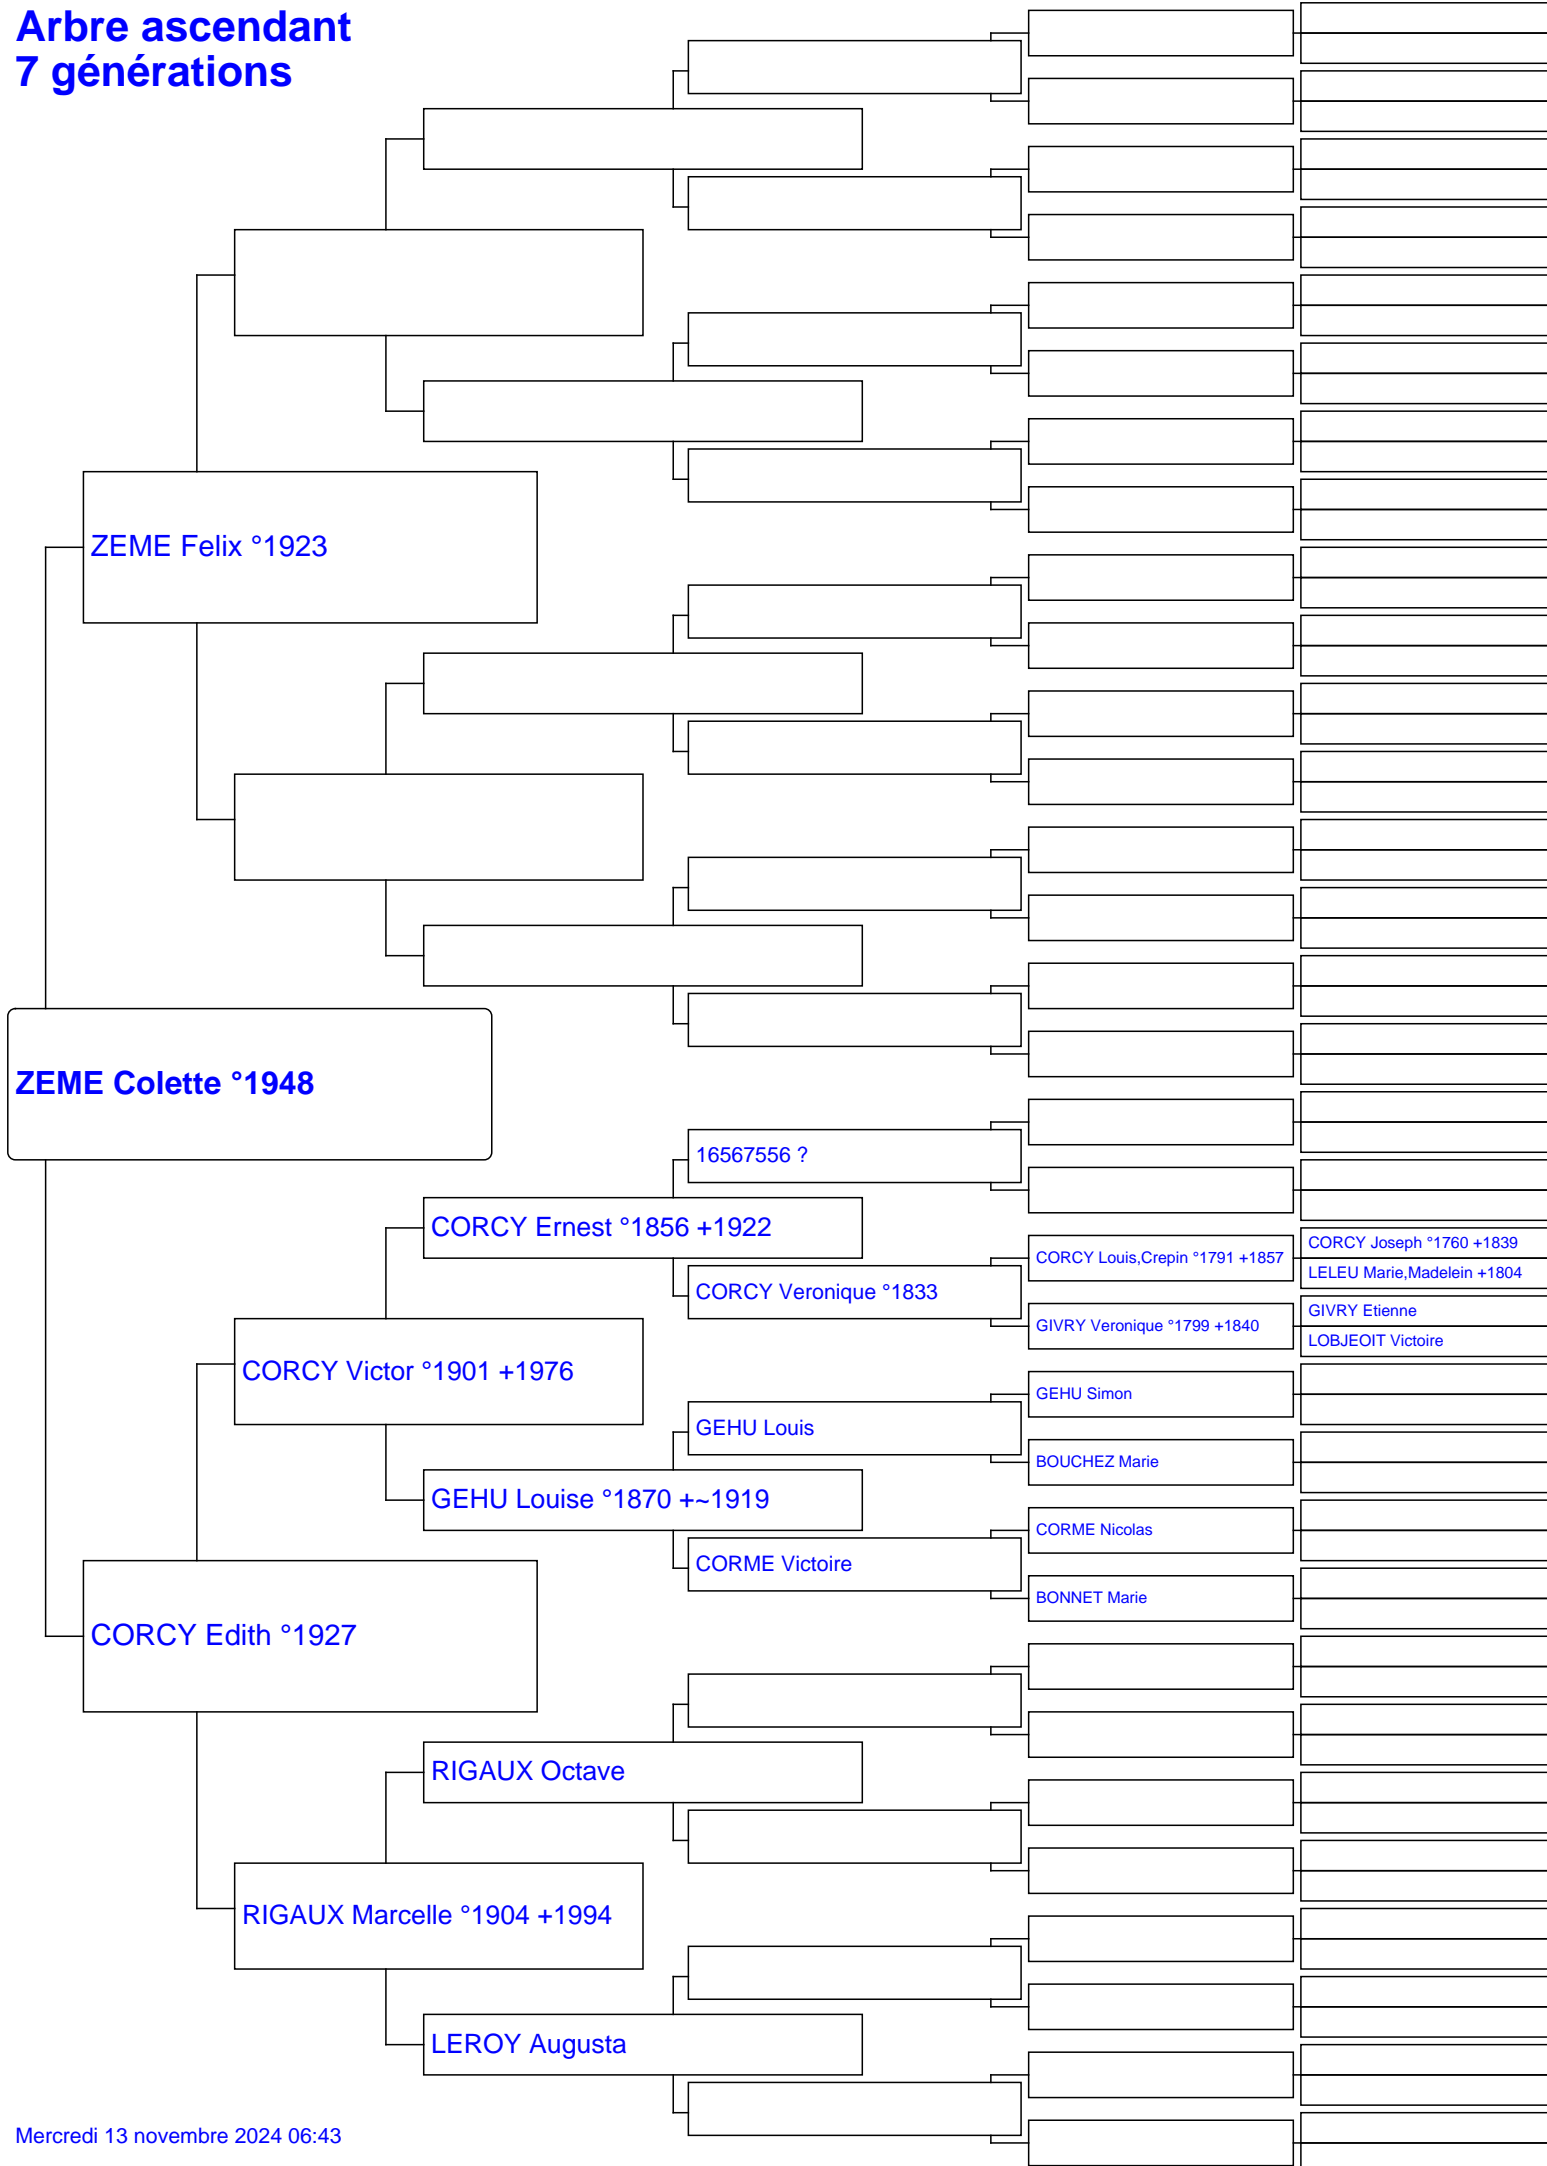 Arbre ascendant
7 générations
ZEME Felix °1923
ZEME Colette °1948
16567556 ?
CORCY Ernest °1856 +1922
CORCY Louis,Crepin °1791 +1857
CORCY Joseph °1760 +1839
LELEU Marie,Madelein +1804
CORCY Veronique °1833
GIVRY Veronique °1799 +1840
GIVRY Etienne
LOBJEOIT Victoire
CORCY Victor °1901 +1976
GEHU Simon
GEHU Louis
BOUCHEZ Marie
GEHU Louise °1870 +~1919
CORME Nicolas
CORME Victoire
BONNET Marie
CORCY Edith °1927
RIGAUX Octave
RIGAUX Marcelle °1904 +1994
LEROY Augusta
Mercredi 13 novembre 2024 06:43